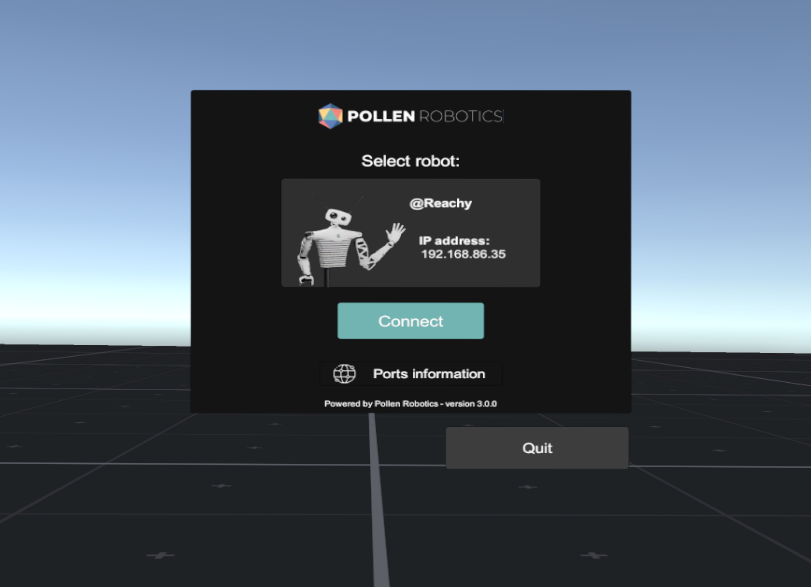 POLLEN ROBOTICS
Select robot:
@Reachy
IP address:
192.168.86.35
Connect
Ports information
Powered by Pollen Robotics - version 3.0.0
Quit